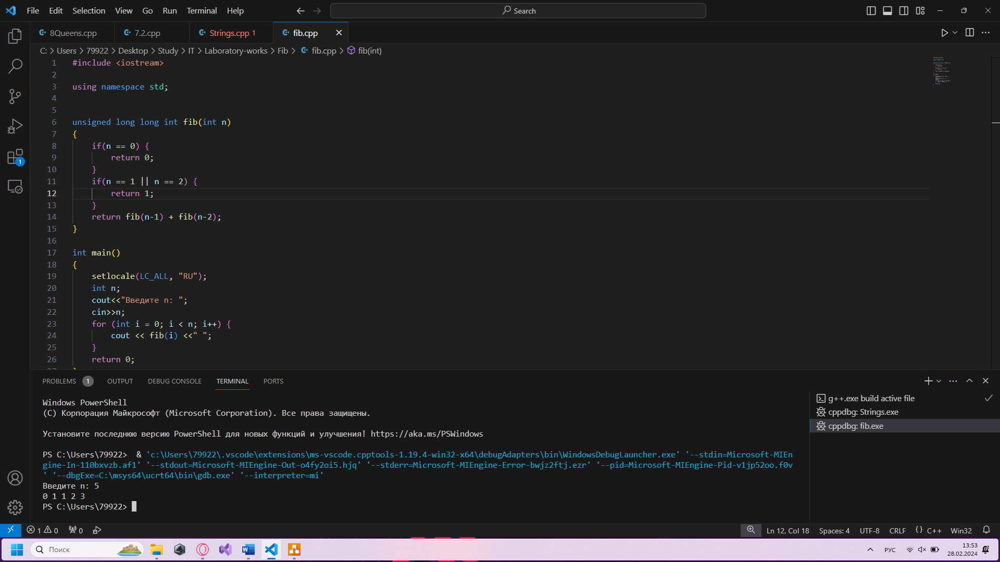 File Edit Selection View Go Run Terminal Help Search
8Queens.cpp 7.2.cpp Strings.cpp 1 fib.cpp
C: > Users > 79922 > Desktop > Study > IT > Laboratory-works > Fib > fib.cpp > fib(int)
1 #include <iostream>
2
3 using namespace std;
4
5
6 unsigned long long int fib(int n)
7 {
8 if(n == 0) {
9 return 0;
10 }
11 if(n == 1 || n == 2) {
12 return 1;
13 }
14 return fib(n-1) + fib(n-2);
15 }
16
17 int main()
18 {
19 setlocale(LC_ALL, "RU");
20 int n;
21 cout<<"Введите n: ";
22 cin>>n;
23 for (int i = 0; i < n; i++) {
24 cout << fib(i) <<" ";
25 }
26 return 0;
PROBLEMS 1 OUTPUT DEBUG CONSOLE TERMINAL PORTS
Windows PowerShell
(C) Корпорация Майкрософт (Microsoft Corporation). Все права защищены.
Установите последнюю версию PowerShell для новых функций и улучшения! https://aka.ms/PSWindows
PS C:\Users\79922> & 'c:\Users\79922\.vscode\extensions\ms-vscode.cpptools-1.19.4-win32-x64\debugAdapters\bin\WindowsDebugLauncher.exe' '--stdin=Microsoft-MIEn
gine-In-110bxvzb.af1' '--stdout=Microsoft-MIEngine-Out-o4fy2oi5.hjq' '--stderr=Microsoft-MIEngine-Error-bwjz2ftj.ezr' '--pid=Microsoft-MIEngine-Pid-v1jp52oo.f0v
' '--dbgExe=C:\msys64\ucrt64\bin\gdb.exe' '--interpreter=mi'
Введите n: 5
0 1 1 2 3
PS C:\Users\79922>
g++.exe build active file
cppdbg: Strings.exe
cppdbg: fib.exe
1
1 0 0 Ln 12, Col 18 Spaces: 4 UTF-8 CRLF {} C++ Win32
Поиск РУС 13:53
28.02.2024